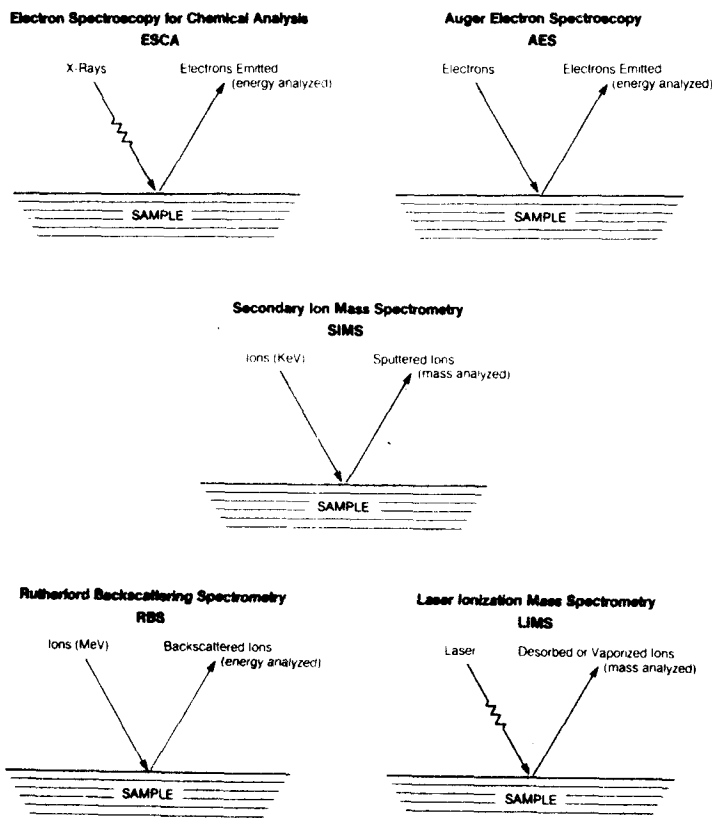 Electron Spectroscopy for Chemical Analysis
ESCA
X-Rays
Electrons Emitted
(energy analyzed)
SAMPLE
Auger Electron Spectroscopy
AES
Electrons
Electrons Emitted
(energy analyzed)
SAMPLE
Secondary Ion Mass Spectrometry
SIMS
Ions (KeV)
Sputtered Ions
(mass analyzed)
SAMPLE
Rutherford Backscattering Spectrometry
RBS
Ions (MeV)
Backscattered Ions
(energy analyzed)
SAMPLE
Laser Ionization Mass Spectrometry
LIMS
Laser
Desorbed or Vaporized Ions
(mass analyzed)
SAMPLE